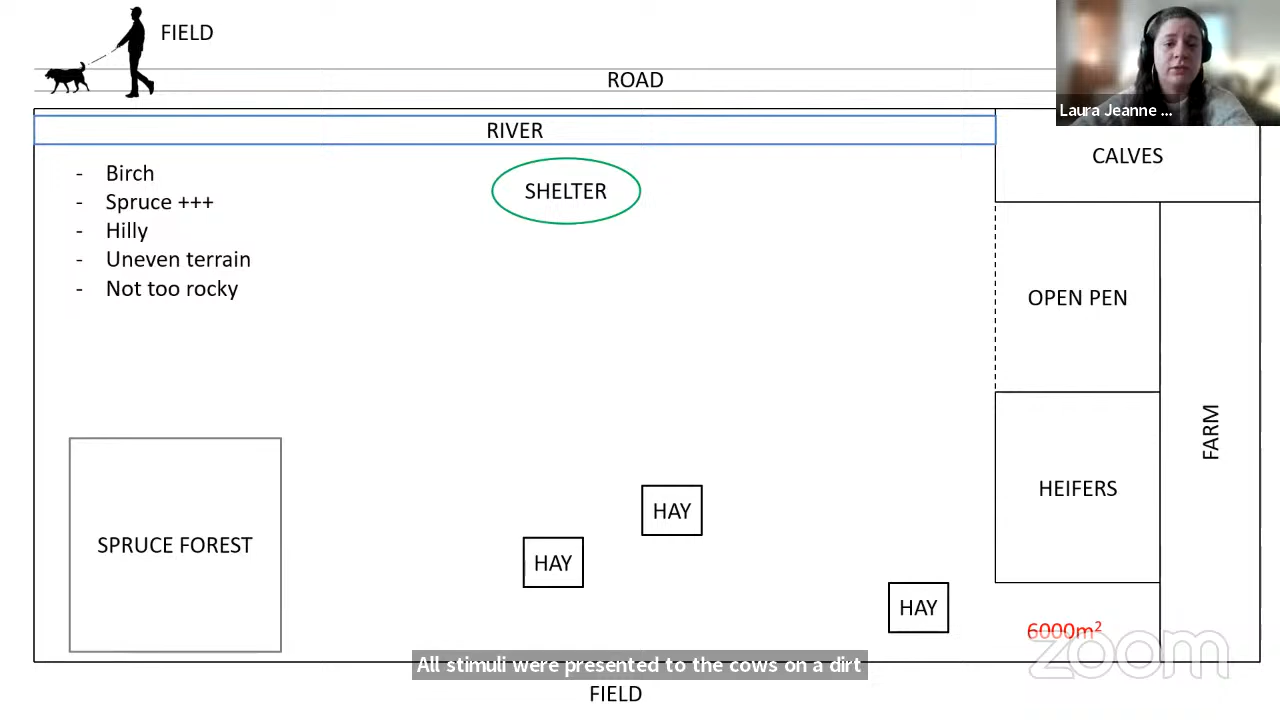 FIELD
ROAD
Laura Jeanne ...
RIVER
CALVES
- Birch
- Spruce +++
- Hilly
- Uneven terrain
- Not too rocky
SHELTER
OPEN PEN
FARM
HEIFERS
HAY
SPRUCE FOREST
HAY
HAY
6000m²
zoom
All stimuli were presented to the cows on a dirt
FIELD